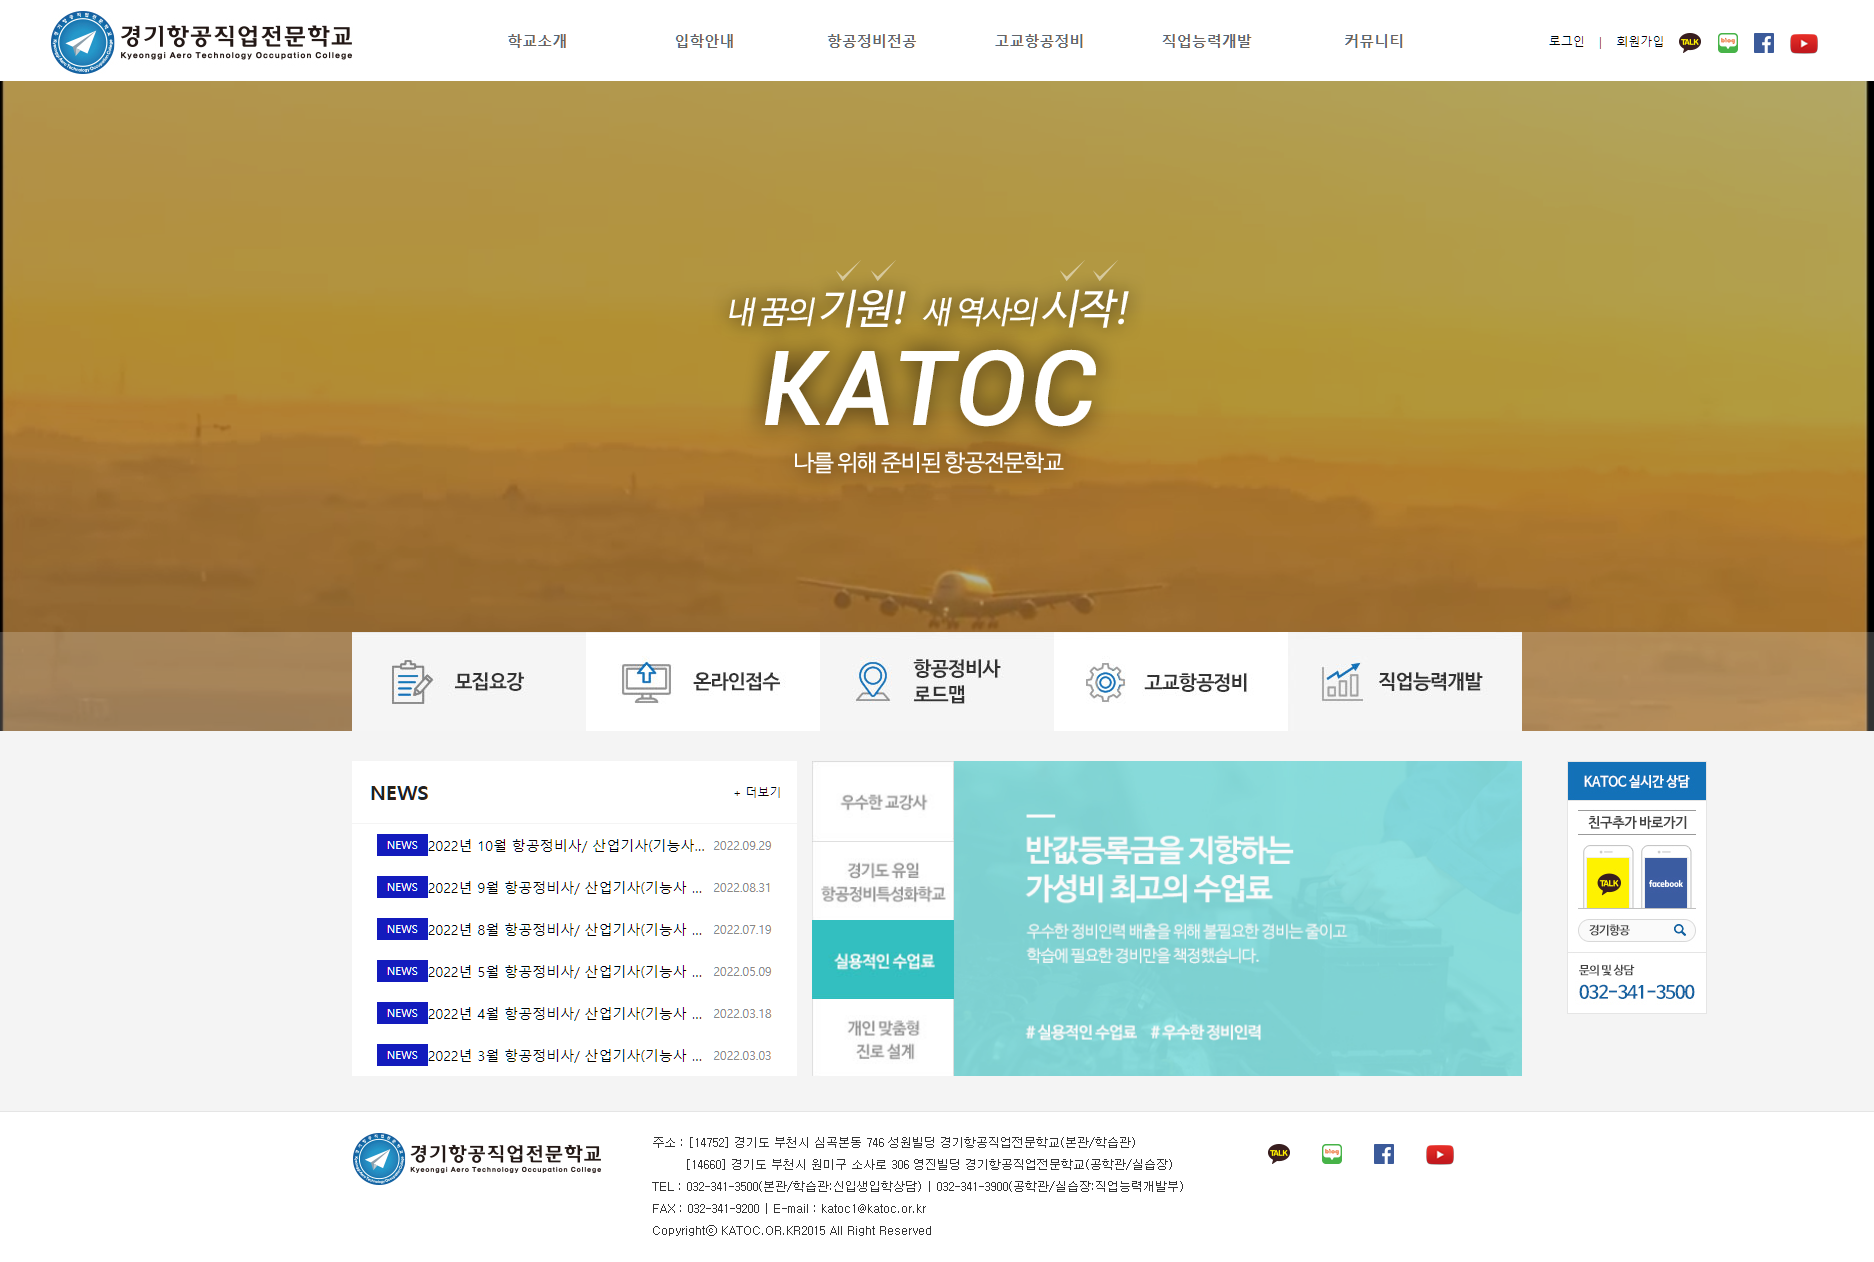 경기항공직업전문학교
Kyeonggi Aero Technology Occupation College
학교소개
입학안내
항공정비전공
고교항공정비
직업능력개발
커뮤니티
로그인 | 회원가입
TALK
blog
내 꿈의 기원! 새 역사의 시작!
KATOC
나를 위해 준비된 항공전문학교
모집요강
온라인접수
항공정비사
로드맵
고교항공정비
직업능력개발
NEWS
+ 더보기
NEWS 2022년 10월 항공정비사/ 산업기사(기능사... 2022.09.29
NEWS 2022년 9월 항공정비사/ 산업기사(기능사 ... 2022.08.31
NEWS 2022년 8월 항공정비사/ 산업기사(기능사 ... 2022.07.19
NEWS 2022년 5월 항공정비사/ 산업기사(기능사 ... 2022.05.09
NEWS 2022년 4월 항공정비사/ 산업기사(기능사 ... 2022.03.18
NEWS 2022년 3월 항공정비사/ 산업기사(기능사 ... 2022.03.03
우수한 교강사
경기도 유일
항공정비특성화학교
실용적인 수업료
개인 맞춤형
진로 설계
반값등록금을 지향하는
가성비 최고의 수업료
우수한 정비인력 배출을 위해 불필요한 경비는 줄이고
학습에 필요한 경비만을 책정했습니다.
# 실용적인 수업료 # 우수한 정비인력
KATOC 실시간 상담
친구추가 바로가기
TALK
facebook
경기항공
문의 및 상담
032-341-3500
경기항공직업전문학교
Kyeonggi Aero Technology Occupation College
주소 : [14752] 경기도 부천시 심곡본동 746 성원빌딩 경기항공직업전문학교(본관/학습관)
[14660] 경기도 부천시 원미구 소사로 306 영진빌딩 경기항공직업전문학교(공학관/실습장)
TEL : 032-341-3500(본관/학습관:신입생입학상담) | 032-341-3900(공학관/실습장:직업능력개발부)
FAX : 032-341-9200 | E-mail : katoc1@katoc.or.kr
Copyrightⓒ KATOC.OR.KR2015 All Right Reserved
TALK
blog